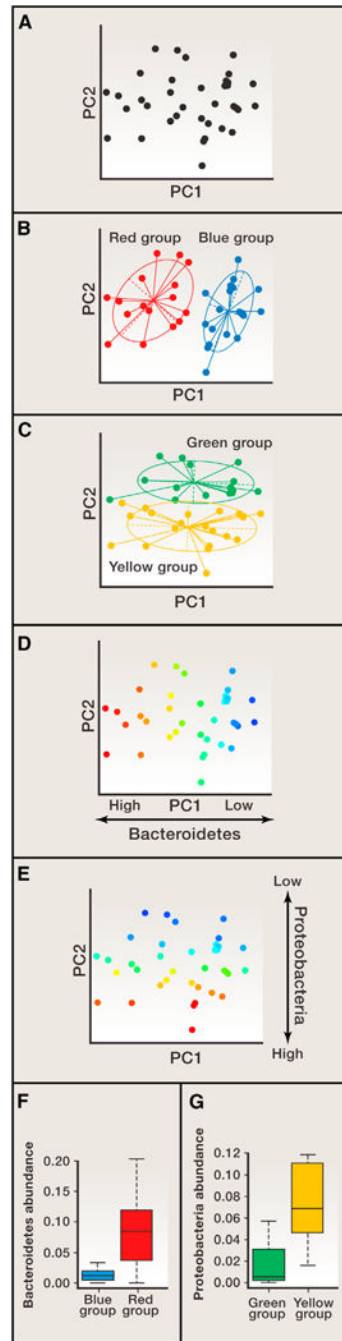 A
PC2
PC1
B
Red group Blue group
PC2
PC1
C
Green group
PC2
Yellow group
PC1
D
PC2
High PC1 Low
Bacteroidetes
E
Low
PC2
Proteobacteria
High
PC1
F
Bacteroidetes abundance
0.20
0.15
0.10
0.05
0.00
Blue group
Red group
G
Proteobacteria abundance
0.12
0.08
0.06
0.04
0.02
0.00
Green group
Yellow group